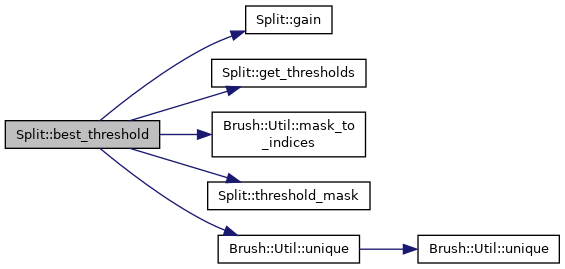 Split::gain
Split::get_thresholds
Split::best_threshold
Brush::Util::mask_to
_indices
Split::threshold_mask
Brush::Util::unique
Brush::Util::unique